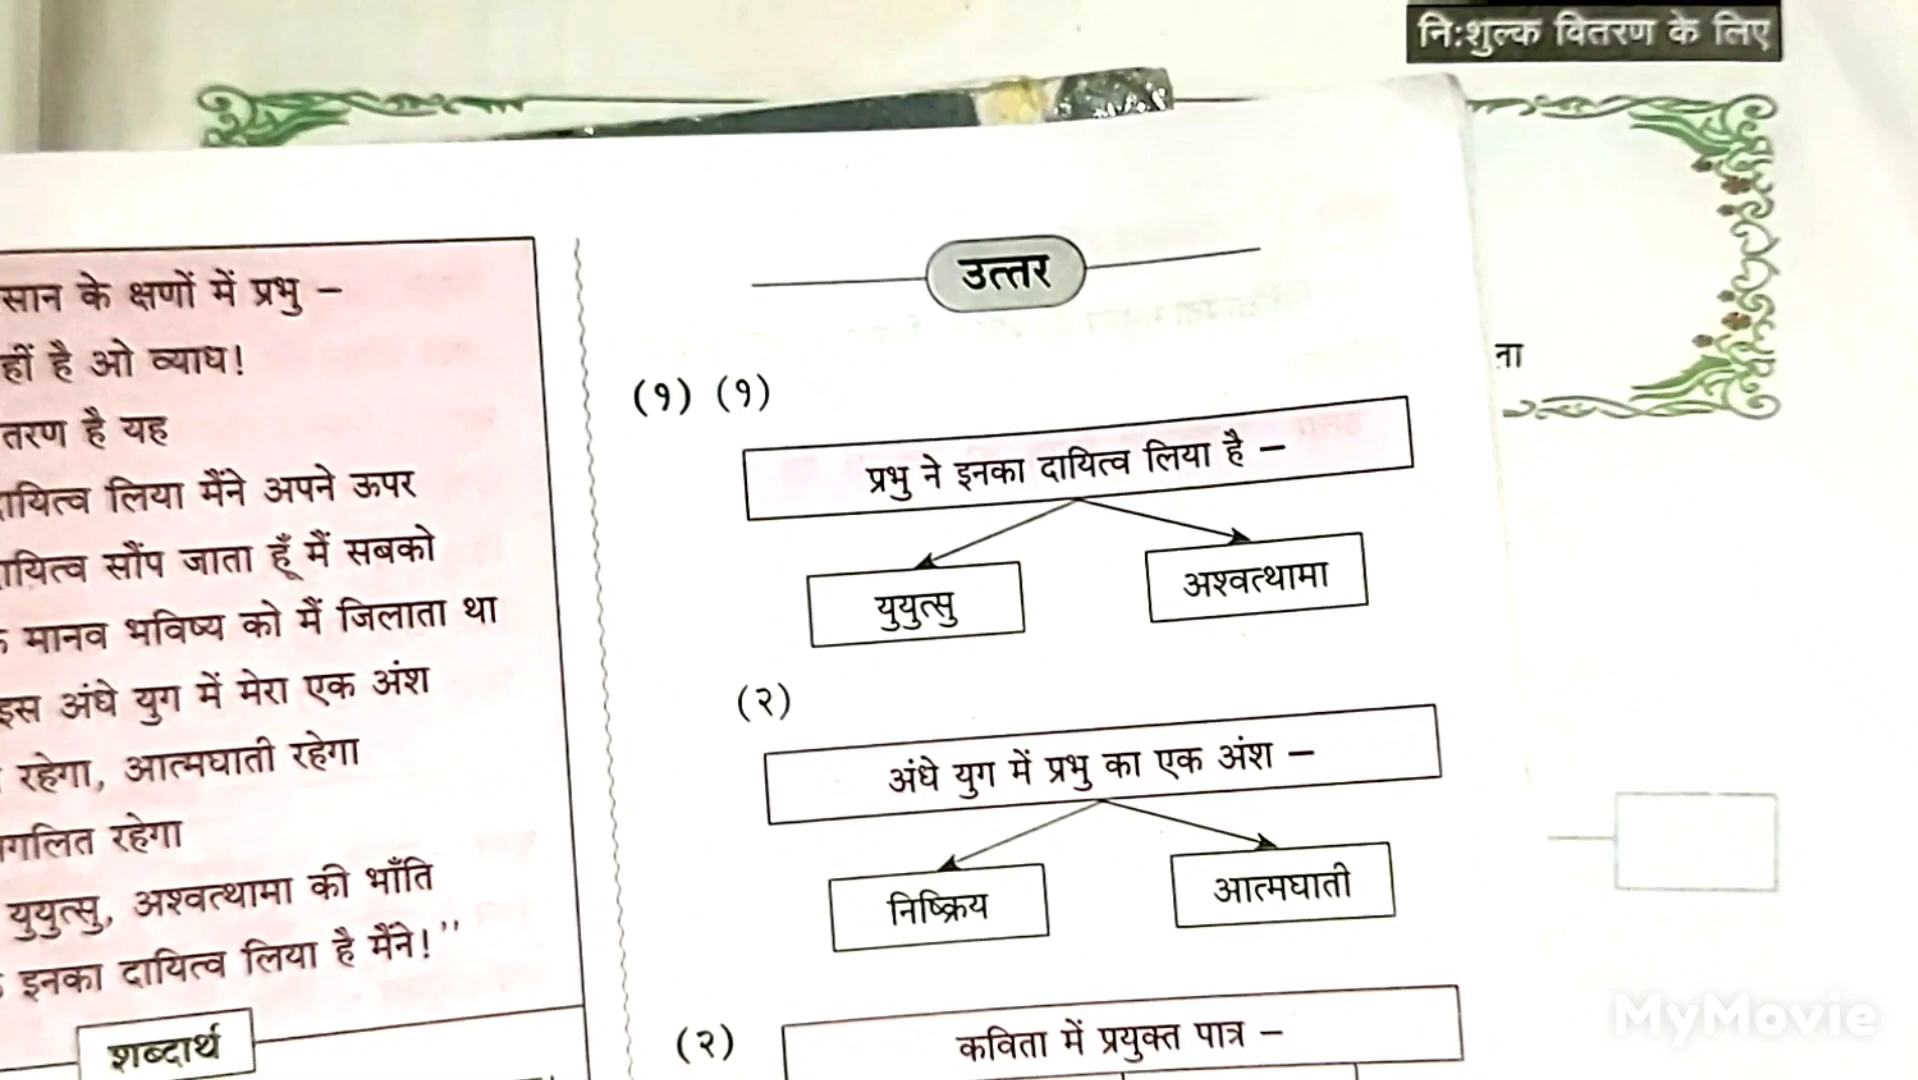 नि:शुल्क वितरण के लिए
सान के क्षणों में प्रभु –
हीं है ओ व्याध!
तरण है यह
दायित्व लिया मैंने अपने ऊपर
दायित्व सौंप जाता हूँ मैं सबको
मानव भविष्य को मैं जिलाता था
इस अंधे युग में मेरा एक अंश
रहेगा, आत्मघाती रहेगा
गलित रहेगा
युयुत्सु, अश्वत्थामा की भाँति
इनका दायित्व लिया है मैंने!''
शब्दार्थ
उत्तर
(१) (१)
प्रभु ने इनका दायित्व लिया है –
युयुत्सु
अश्वत्थामा
(२)
अंधे युग में प्रभु का एक अंश –
निष्क्रिय
आत्मघाती
(२)
कविता में प्रयुक्त पात्र –
ना
MyMovie